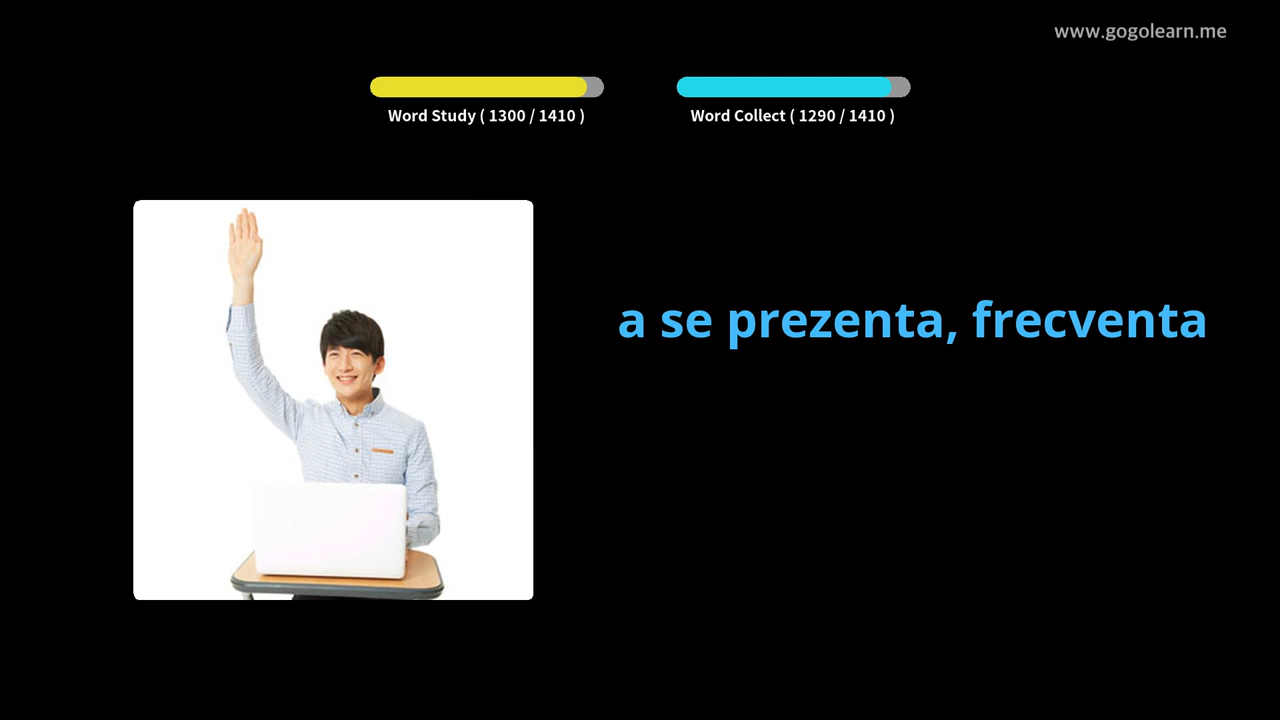 www.gogolearn.me
Word Study ( 1300 / 1410 )
Word Collect ( 1290 / 1410 )
a se prezenta, frecventa